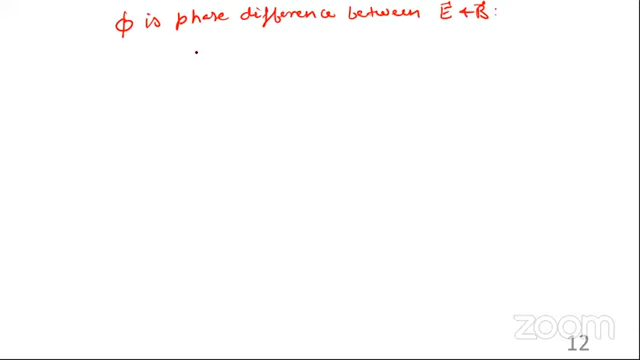 ϕ is phase difference between E⃗ & B⃗ :
zoom
12